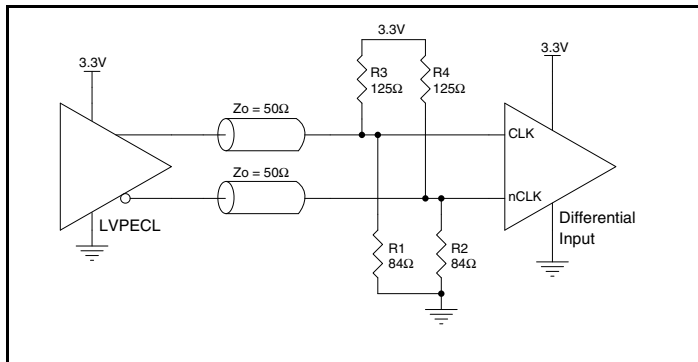 3.3V
3.3V
3.3V
R3
125Ω
R4
125Ω
Zo = 50Ω
CLK
Zo = 50Ω
nCLK
LVPECL
Differential
Input
R1
84Ω
R2
84Ω